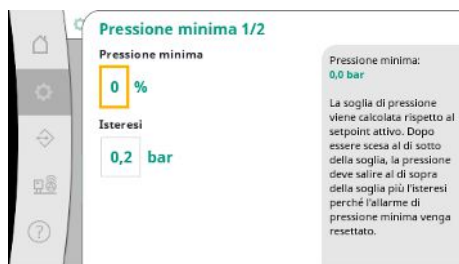 Pressione minima 1/2
Pressione minima
0 %
Isteresi
0,2 bar
Pressione minima:
0,0 bar
La soglia di pressione
viene calcolata rispetto al
setpoint attivo. Dopo
essere scesa al di sotto
della soglia, la pressione
deve salire al di sopra
della soglia più l'isteresi
perché l'allarme di
pressione minima venga
resettato.